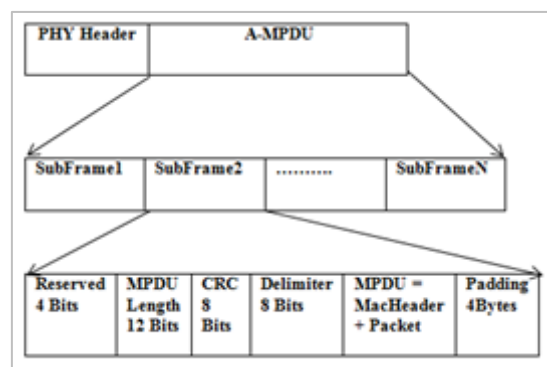 PHY Header A-MPDU
SubFrame1 SubFrame2 .......... SubFrameN
Reserved
4 Bits
MPDU
Length
12 Bits
CRC
8
Bits
Delimiter
8 Bits
MPDU =
MacHeader
+ Packet
Padding
4Bytes